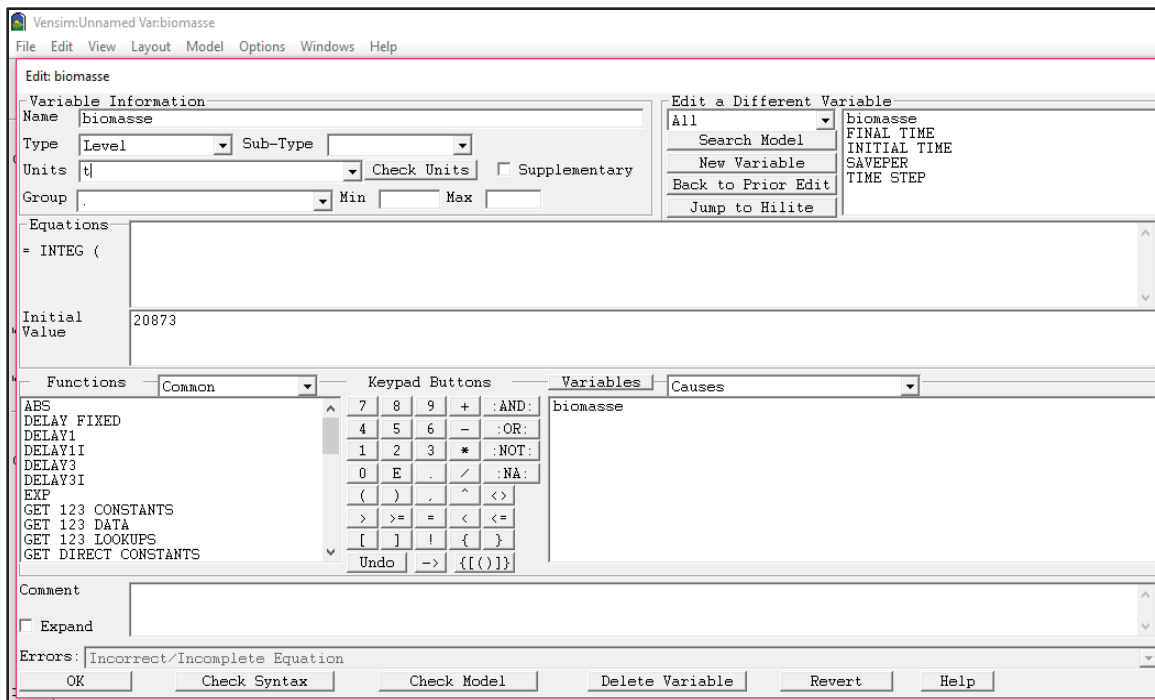 Vensim:Unnamed Var:biomasse
File Edit View Layout Model Options Windows Help
Edit: biomasse
Variable Information
Name biomasse
Type Level Sub-Type
Units t Check Units Supplementary
Group . Min Max
Edit a Different Variable
All
Search Model
New Variable
Back to Prior Edit
Jump to Hilite
biomasse
FINAL TIME
INITIAL TIME
SAVEPER
TIME STEP
Equations
= INTEG (
Initial
Value
20873
Functions Common
ABS
DELAY FIXED
DELAY1
DELAY1I
DELAY3
DELAY3I
EXP
GET 123 CONSTANTS
GET 123 DATA
GET 123 LOOKUPS
GET DIRECT CONSTANTS
Keypad Buttons
7 8 9 + :AND:
4 5 6 - :OR:
1 2 3 * :NOT:
0 E . / :NA:
( ) , ^ <>
> >= = < <=
[ ] ! { }
Undo -> {[()]}
Variables Causes
biomasse
Comment
Expand
Errors: Incorrect/Incomplete Equation
OK Check Syntax Check Model Delete Variable Revert Help